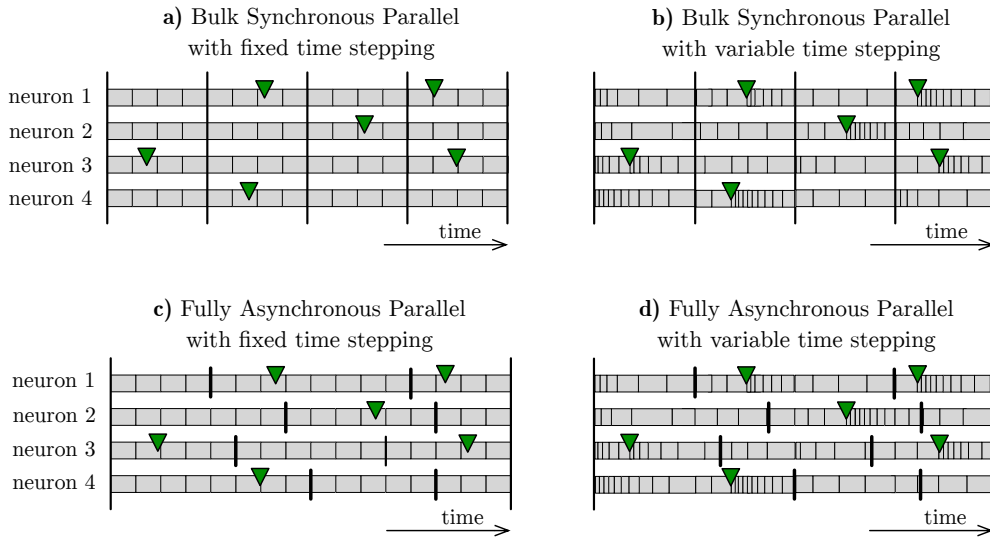 a) Bulk Synchronous Parallel
with fixed time stepping
neuron 1
neuron 2
neuron 3
neuron 4
time
b) Bulk Synchronous Parallel
with variable time stepping
time
c) Fully Asynchronous Parallel
with fixed time stepping
neuron 1
neuron 2
neuron 3
neuron 4
time
d) Fully Asynchronous Parallel
with variable time stepping
time